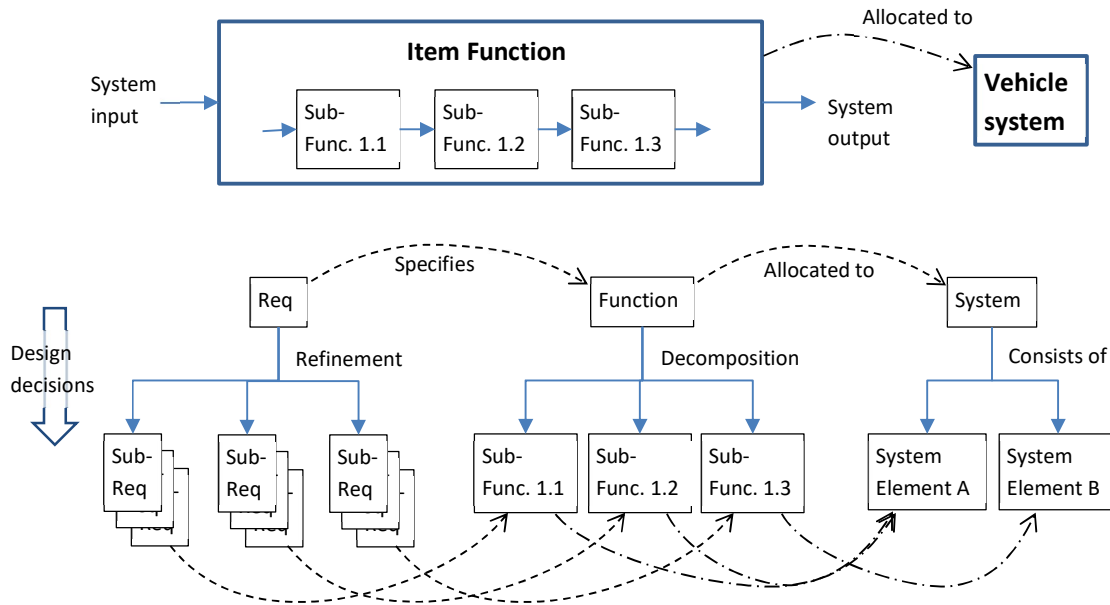 Allocated to
Item Function
System
input
Sub-
Func. 1.1
Sub-
Func. 1.2
Sub-
Func. 1.3
System
output
Vehicle
system
Specifies
Allocated to
Req
Function
System
Design
decisions
Refinement
Decomposition
Consists of
Sub-
Req
Sub-
Req
Sub-
Req
Sub-
Func. 1.1
Sub-
Func. 1.2
Sub-
Func. 1.3
System
Element A
System
Element B